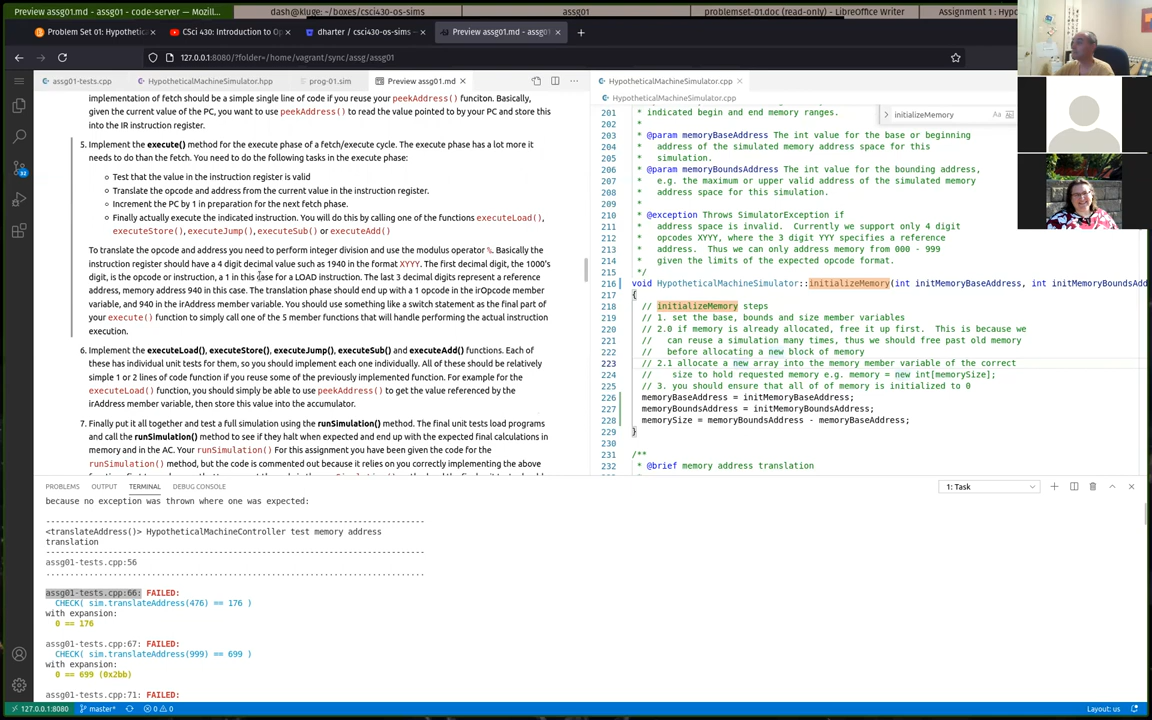 Preview assg01.md - assg01 - code-server — Mozill...
dash@kluge: ~/boxes/csci430-os-sims
assg01
problemset-01.doc (read-only) — LibreOffice Writer
Assignment 1 : Hypot
Problem Set 01: Hypothetic
CSci 430: Introduction to Op
dharter / csci430-os-sims —
Preview assg01.md - assg0
127.0.0.1:8080/?folder=/home/vagrant/sync/assg/assg01
assg01-tests.cpp
HypotheticalMachineSimulator.hpp
prog-01.sim
Preview assg01.md
HypotheticalMachineSimulator.cpp
HypotheticalMachineSimulator.cpp
initializeMemory
implementation of fetch should be a simple single line of code if you reuse your peekAddress() funciton. Basically,
given the current value of the PC, you want to use peekAddress() to read the value pointed to by your PC and store this
into the IR instruction register.
5. Implement the execute() method for the execute phase of a fetch/execute cycle. The execute phase has a lot more it
needs to do than the fetch. You need to do the following tasks in the execute phase:
Test that the value in the instruction register is valid
Translate the opcode and address from the current value in the instruction register.
Increment the PC by 1 in preparation for the next fetch phase.
Finally actually execute the indicated instruction. You will do this by calling one of the functions executeLoad(),
executeStore(), executeJump(), executeSub() or executeAdd()
To translate the opcode and address you need to perform integer division and use the modulus operator %. Basically the
instruction register should have a 4 digit decimal value such as 1940 in the format XYYY. The first decimal digit, the 1000's
digit, is the opcode or instruction, a 1 in this case for a LOAD instruction. The last 3 decimal digits represent a reference
address, memory address 940 in this case. The translation phase should end up with a 1 opcode in the irOpcode member
variable, and 940 in the irAddress member variable. You should use something like a switch statement as the final part of
your execute() function to simply call one of the 5 member functions that will handle performing the actual instruction
execution.
6. Implement the executeLoad(), executeStore(), executeJump(), executeSub() and executeAdd() functions. Each of
these has individual unit tests for them, so you should implement each one individually. All of these should be relatively
simple 1 or 2 lines of code function if you reuse some of the previously implemented function. For example for the
executeLoad() function, you should simply be able to use peekAddress() to get the value referenced by the
irAddress member variable, then store this value into the accumulator.
7. Finally put it all together and test a full simulation using the runSimulation() method. The final unit tests load programs
and call the runSimulation() method to see if they halt when expected and end up with the expected final calculations
in memory and in the AC. Your runSimulation() For this assignment you have been given the code for the
runSimulation() method, but the code is commented out because it relies on you correctly implementing the above
201 indicated begin and end memory ranges.
202 *
203 * @param memoryBaseAddress The int value for the base or beginning
204 * address of the simulated memory address space for this
205 * simulation.
206 * @param memoryBoundsAddress The int value for the bounding address,
207 * e.g. the maximum or upper valid address of the simulated memory
208 * address space for this simulation.
209 *
210 * @exception Throws SimulatorException if
211 * address space is invalid. Currently we support only 4 digit
212 * opcodes XYYY, where the 3 digit YYY specifies a reference
213 * address. Thus we can only address memory from 000 - 999
214 * given the limits of the expected opcode format.
215 */
216 void HypotheticalMachineSimulator::initializeMemory(int memoryBaseAddress, int initMemoryBoundsAdd
217 {
218 // initializeMemory steps
219 // 1. set the base, bounds and size member variables
220 // 2.0 if memory is already allocated, free it up first. This is because we
221 // can reuse a simulation many times, thus we should free past old memory
222 // before allocating a new block of memory
223 // 2.1 allocate a new array into the memory member variable of the correct
224 // size to hold requested memory e.g. memory = new int[memorySize];
225 // 3. you should ensure that all of of memory is initialized to 0
226 memoryBaseAddress = initMemoryBaseAddress;
227 memoryBoundsAddress = initMemoryBoundsAddress;
228 memorySize = memoryBoundsAddress - memoryBaseAddress;
229 }
230
231 /**
232 * @brief memory address translation
PROBLEMS OUTPUT TERMINAL DEBUG CONSOLE
1: Task
because no exception was thrown where one was expected:
-------------------------------------------------------------------------------
<translateAddress()> HypotheticalMachineController test memory address
translation
-------------------------------------------------------------------------------
assg01-tests.cpp:56
...............................................................................
assg01-tests.cpp:66: FAILED:
CHECK( sim.translateAddress(476) == 176 )
with expansion:
0 == 176
assg01-tests.cpp:67: FAILED:
CHECK( sim.translateAddress(999) == 699 )
with expansion:
0 == 699 (0x2bb)
assg01-tests.cpp:71: FAILED:
127.0.0.1:8080
master*
0 0
Layout: us